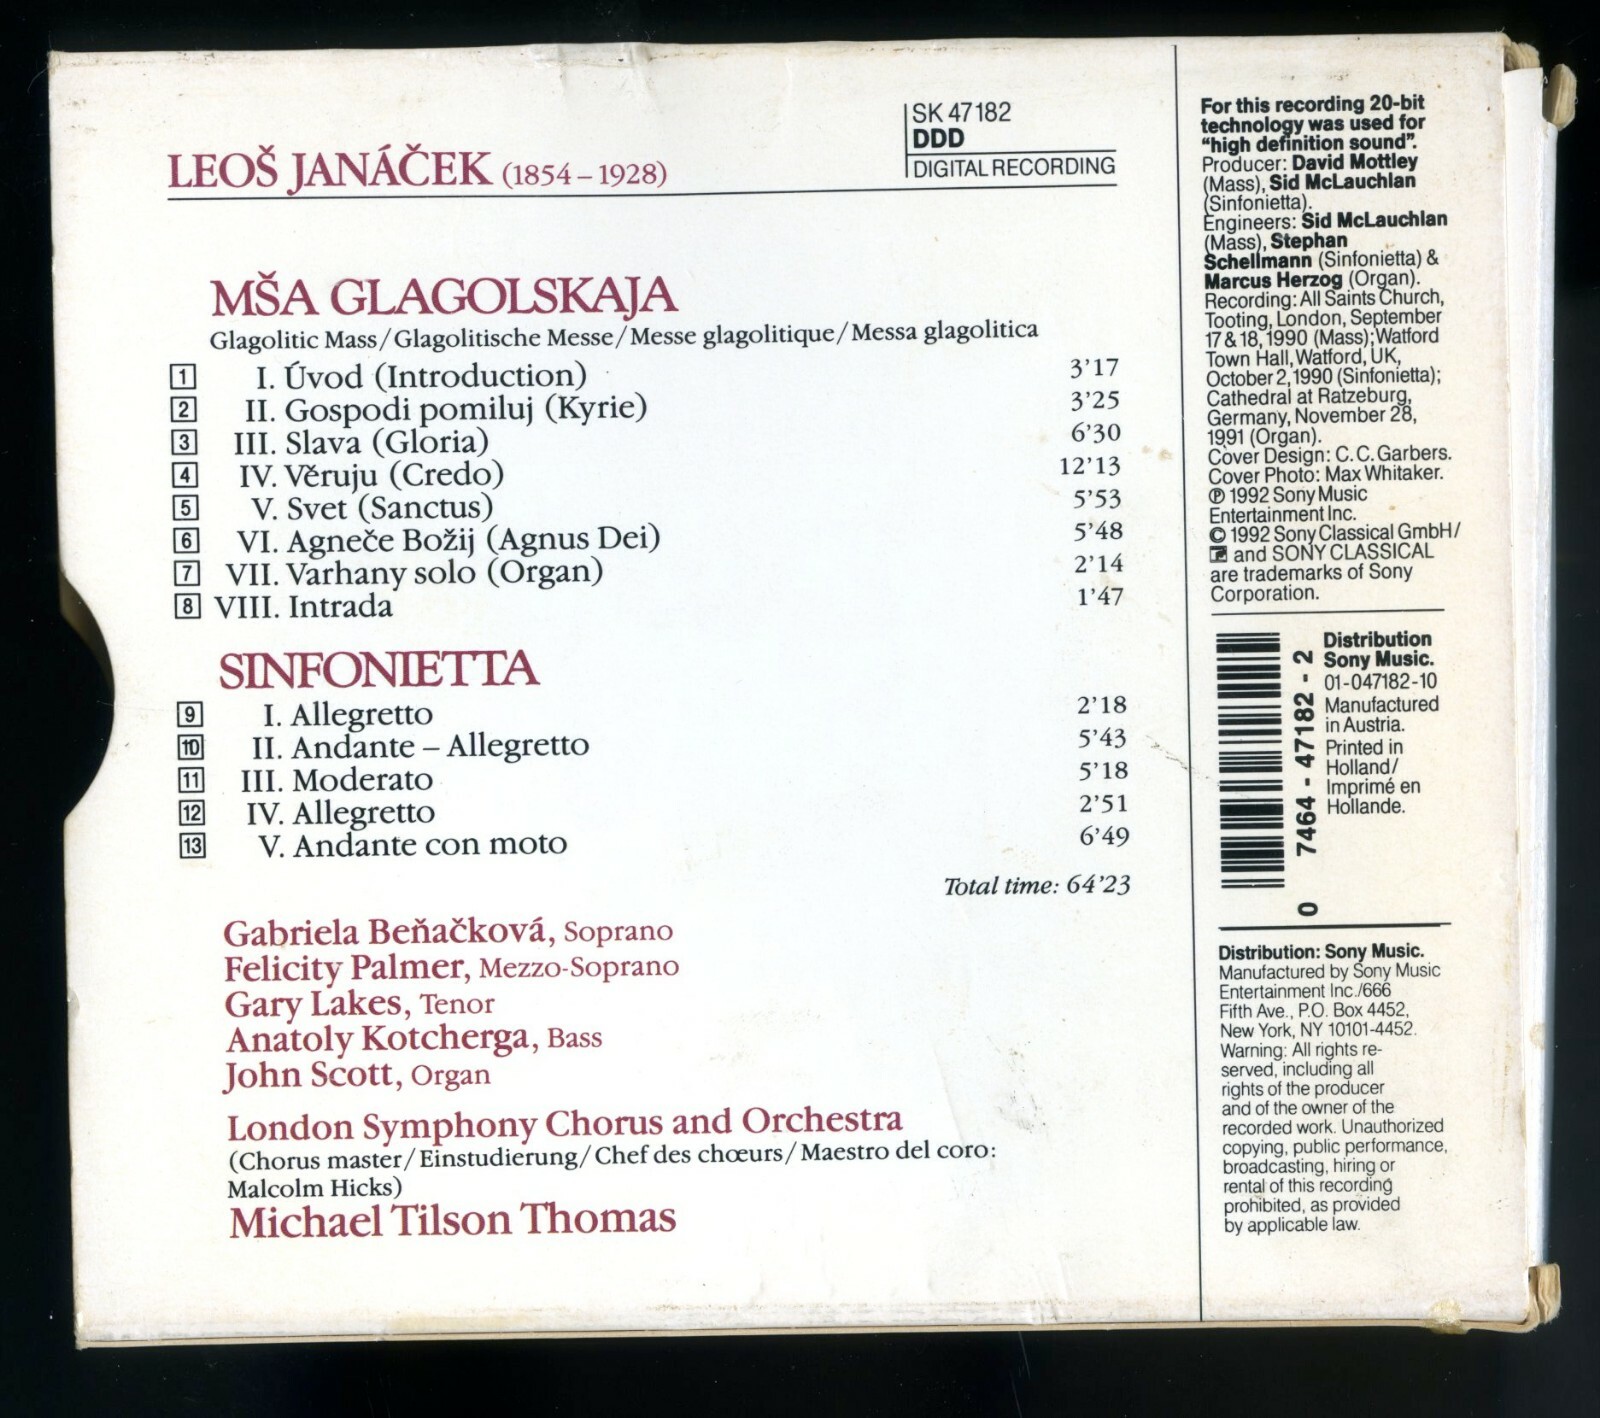 SK 47182
DDD
DIGITAL RECORDING
LEOŠ JANÁČEK (1854–1928)
MŠA GLAGOLSKAJA
Glagolitic Mass/Glagolitische Messe/Messe glagolitique/Messa glagolitica
1 I. Úvod (Introduction) 3'17
2 II. Gospodi pomiluj (Kyrie) 3'25
3 III. Slava (Gloria) 6'30
4 IV. Věruju (Credo) 12'13
5 V. Svet (Sanctus) 5'53
6 VI. Agneče Božij (Agnus Dei) 5'48
7 VII. Varhany solo (Organ) 2'14
8 VIII. Intrada 1'47
SINFONIETTA
9 I. Allegretto 2'18
10 II. Andante – Allegretto 5'43
11 III. Moderato 5'18
12 IV. Allegretto 2'51
13 V. Andante con moto 6'49
Total time: 64'23
Gabriela Beňačková, Soprano
Felicity Palmer, Mezzo-Soprano
Gary Lakes, Tenor
Anatoly Kotcherga, Bass
John Scott, Organ
London Symphony Chorus and Orchestra
(Chorus master/Einstudierung/Chef des chœurs/Maestro del coro:
Malcolm Hicks)
Michael Tilson Thomas
For this recording 20-bit
technology was used for
“high definition sound”.
Producer: David Mottley
(Mass), Sid McLauchlan
(Sinfonietta).
Engineers: Sid McLauchlan
(Mass), Stephan
Schellmann (Sinfonietta) &
Marcus Herzog (Organ).
Recording: All Saints Church,
Tooting, London, September
17 & 18, 1990 (Mass); Watford
Town Hall, Watford, UK,
October 2, 1990 (Sinfonietta);
Cathedral at Ratzeburg,
Germany, November 28,
1991 (Organ).
Cover Design: C. C. Garbers.
Cover Photo: Max Whitaker.
℗ 1992 Sony Music
Entertainment Inc.
© 1992 Sony Classical GmbH/
and SONY CLASSICAL
are trademarks of Sony
Corporation.
0 7464-47182-2
Distribution
Sony Music.
01-047182-10
Manufactured
in Austria.
Printed in
Holland/
Imprimé en
Hollande.
Distribution: Sony Music.
Manufactured by Sony Music
Entertainment Inc./666
Fifth Ave., P.O. Box 4452,
New York, NY 10101-4452.
Warning: All rights re-
served, including all
rights of the producer
and of the owner of the
recorded work. Unauthorized
copying, public performance,
broadcasting, hiring or
rental of this recording
prohibited, as provided
by applicable law.